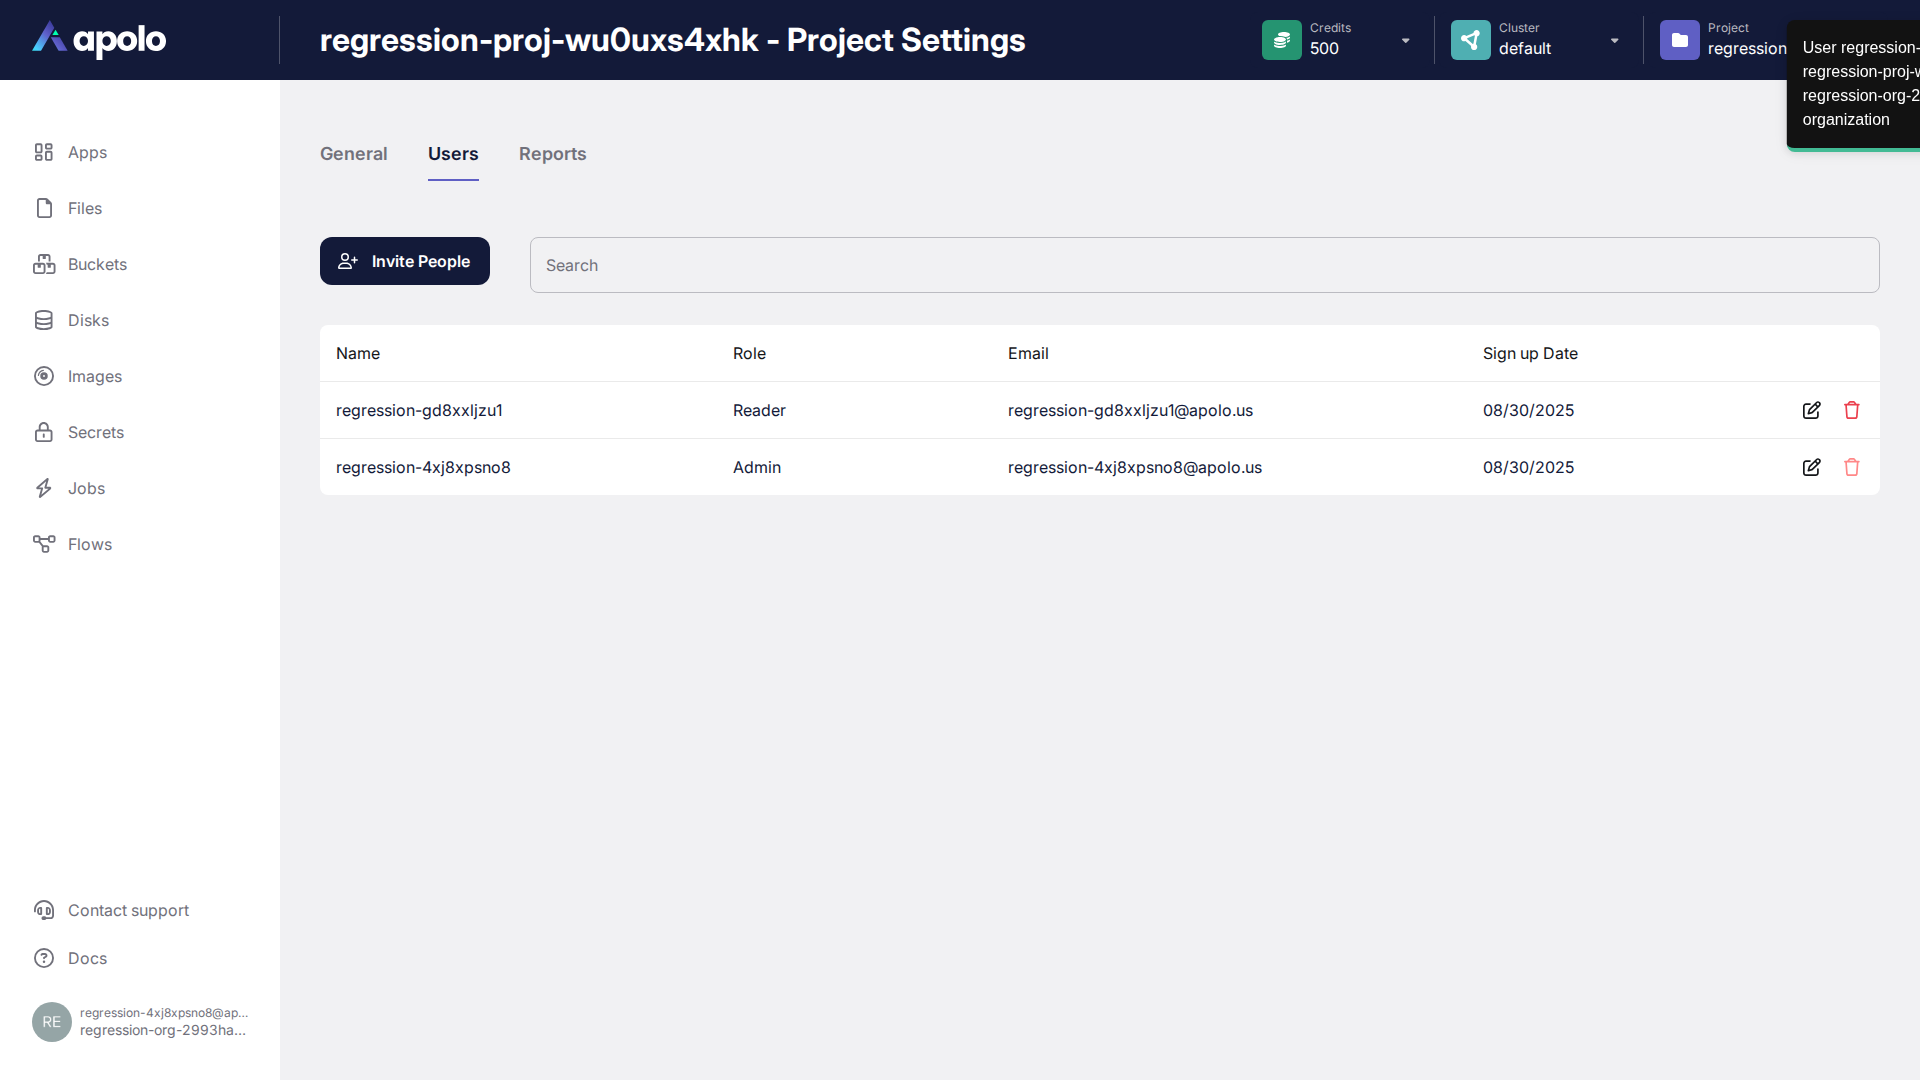 apolo
regression-proj-wu0uxs4xhk - Project Settings
Credits
500
Cluster
default
Project
regression
User regression-
regression-proj-w
regression-org-2
organization
Apps
Files
Buckets
Disks
Images
Secrets
Jobs
Flows
General
Users
Reports
Invite People
Search
Name Role Email Sign up Date
regression-gd8xxljzu1 Reader regression-gd8xxljzu1@apolo.us 08/30/2025
regression-4xj8xpsno8 Admin regression-4xj8xpsno8@apolo.us 08/30/2025
Contact support
Docs
RE
regression-4xj8xpsno8@ap...
regression-org-2993ha...